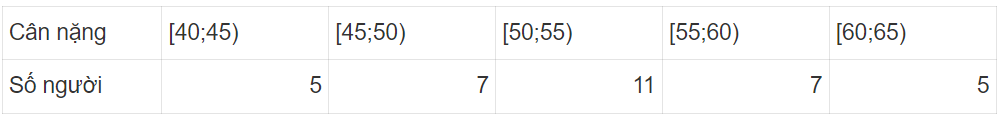 Cân nặng [40;45) [45;50) [50;55) [55;60) [60;65)
Số người 5 7 11 7 5